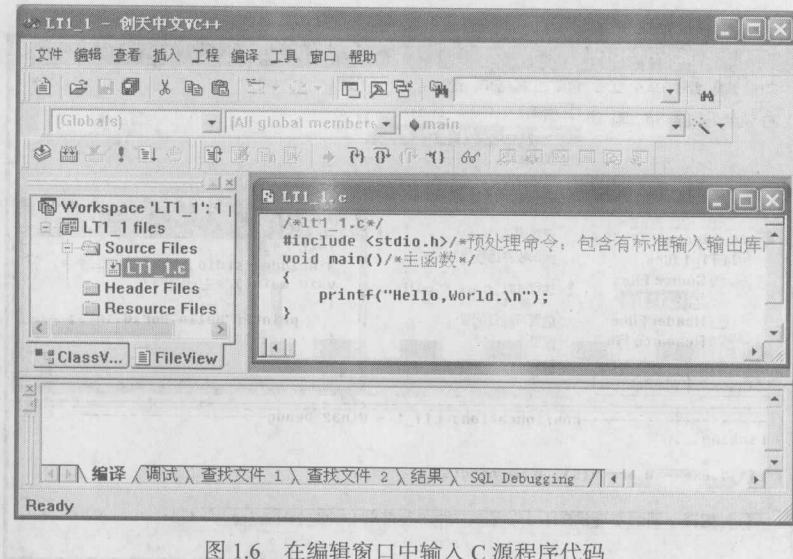 LT1_1 - 创天中文VC++
文件 编辑 查看 插入 工程 编译 工具 窗口 帮助
(Globals)
(All global members
main
Workspace 'LT1_1': 1
LT1_1 files
Source Files
LT1_1.c
Header Files
Resource Files
ClassV...
FileView
LT1_1.c
/*lt1_1.c*/
#include <stdio.h>/*预处理命令：包含有标准输入输出库
void main()/*主函数*/
{
printf("Hello,World.\n");
}
编译 调试 查找文件 1 查找文件 2 结果 SQL Debugging
Ready
图 1.6 在编辑窗口中输入 C 源程序代码